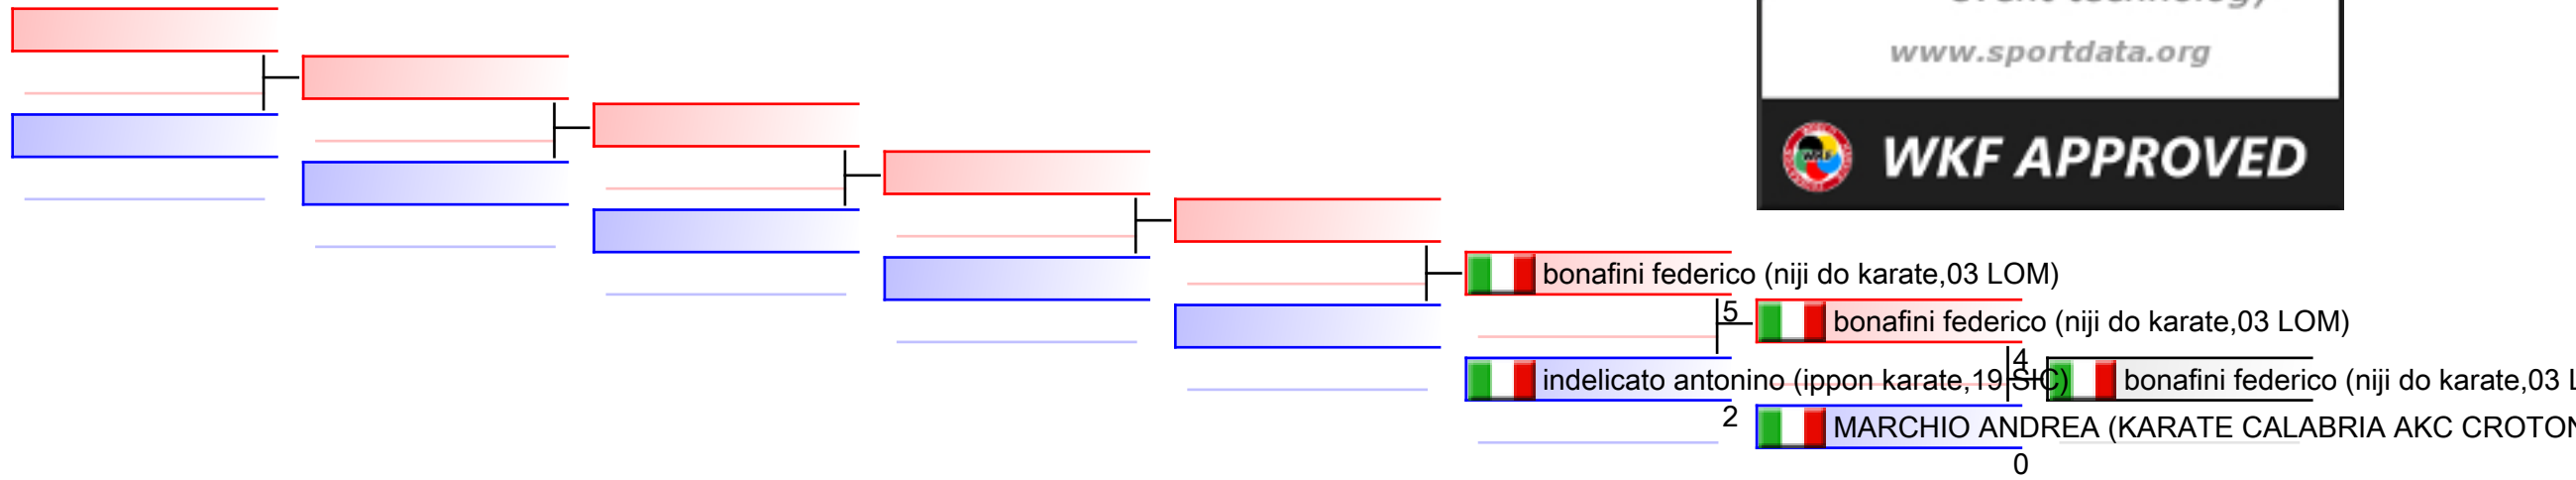 www.sportdata.org
WKF APPROVED
bonafini federico (niji do karate,03 LOM)
5
bonafini federico (niji do karate,03 LOM)
4
indelicato antonino (ippon karate,19 SIC)
bonafini federico (niji do karate,03 L
2
MARCHIO ANDREA (KARATE CALABRIA AKC CROTON
0